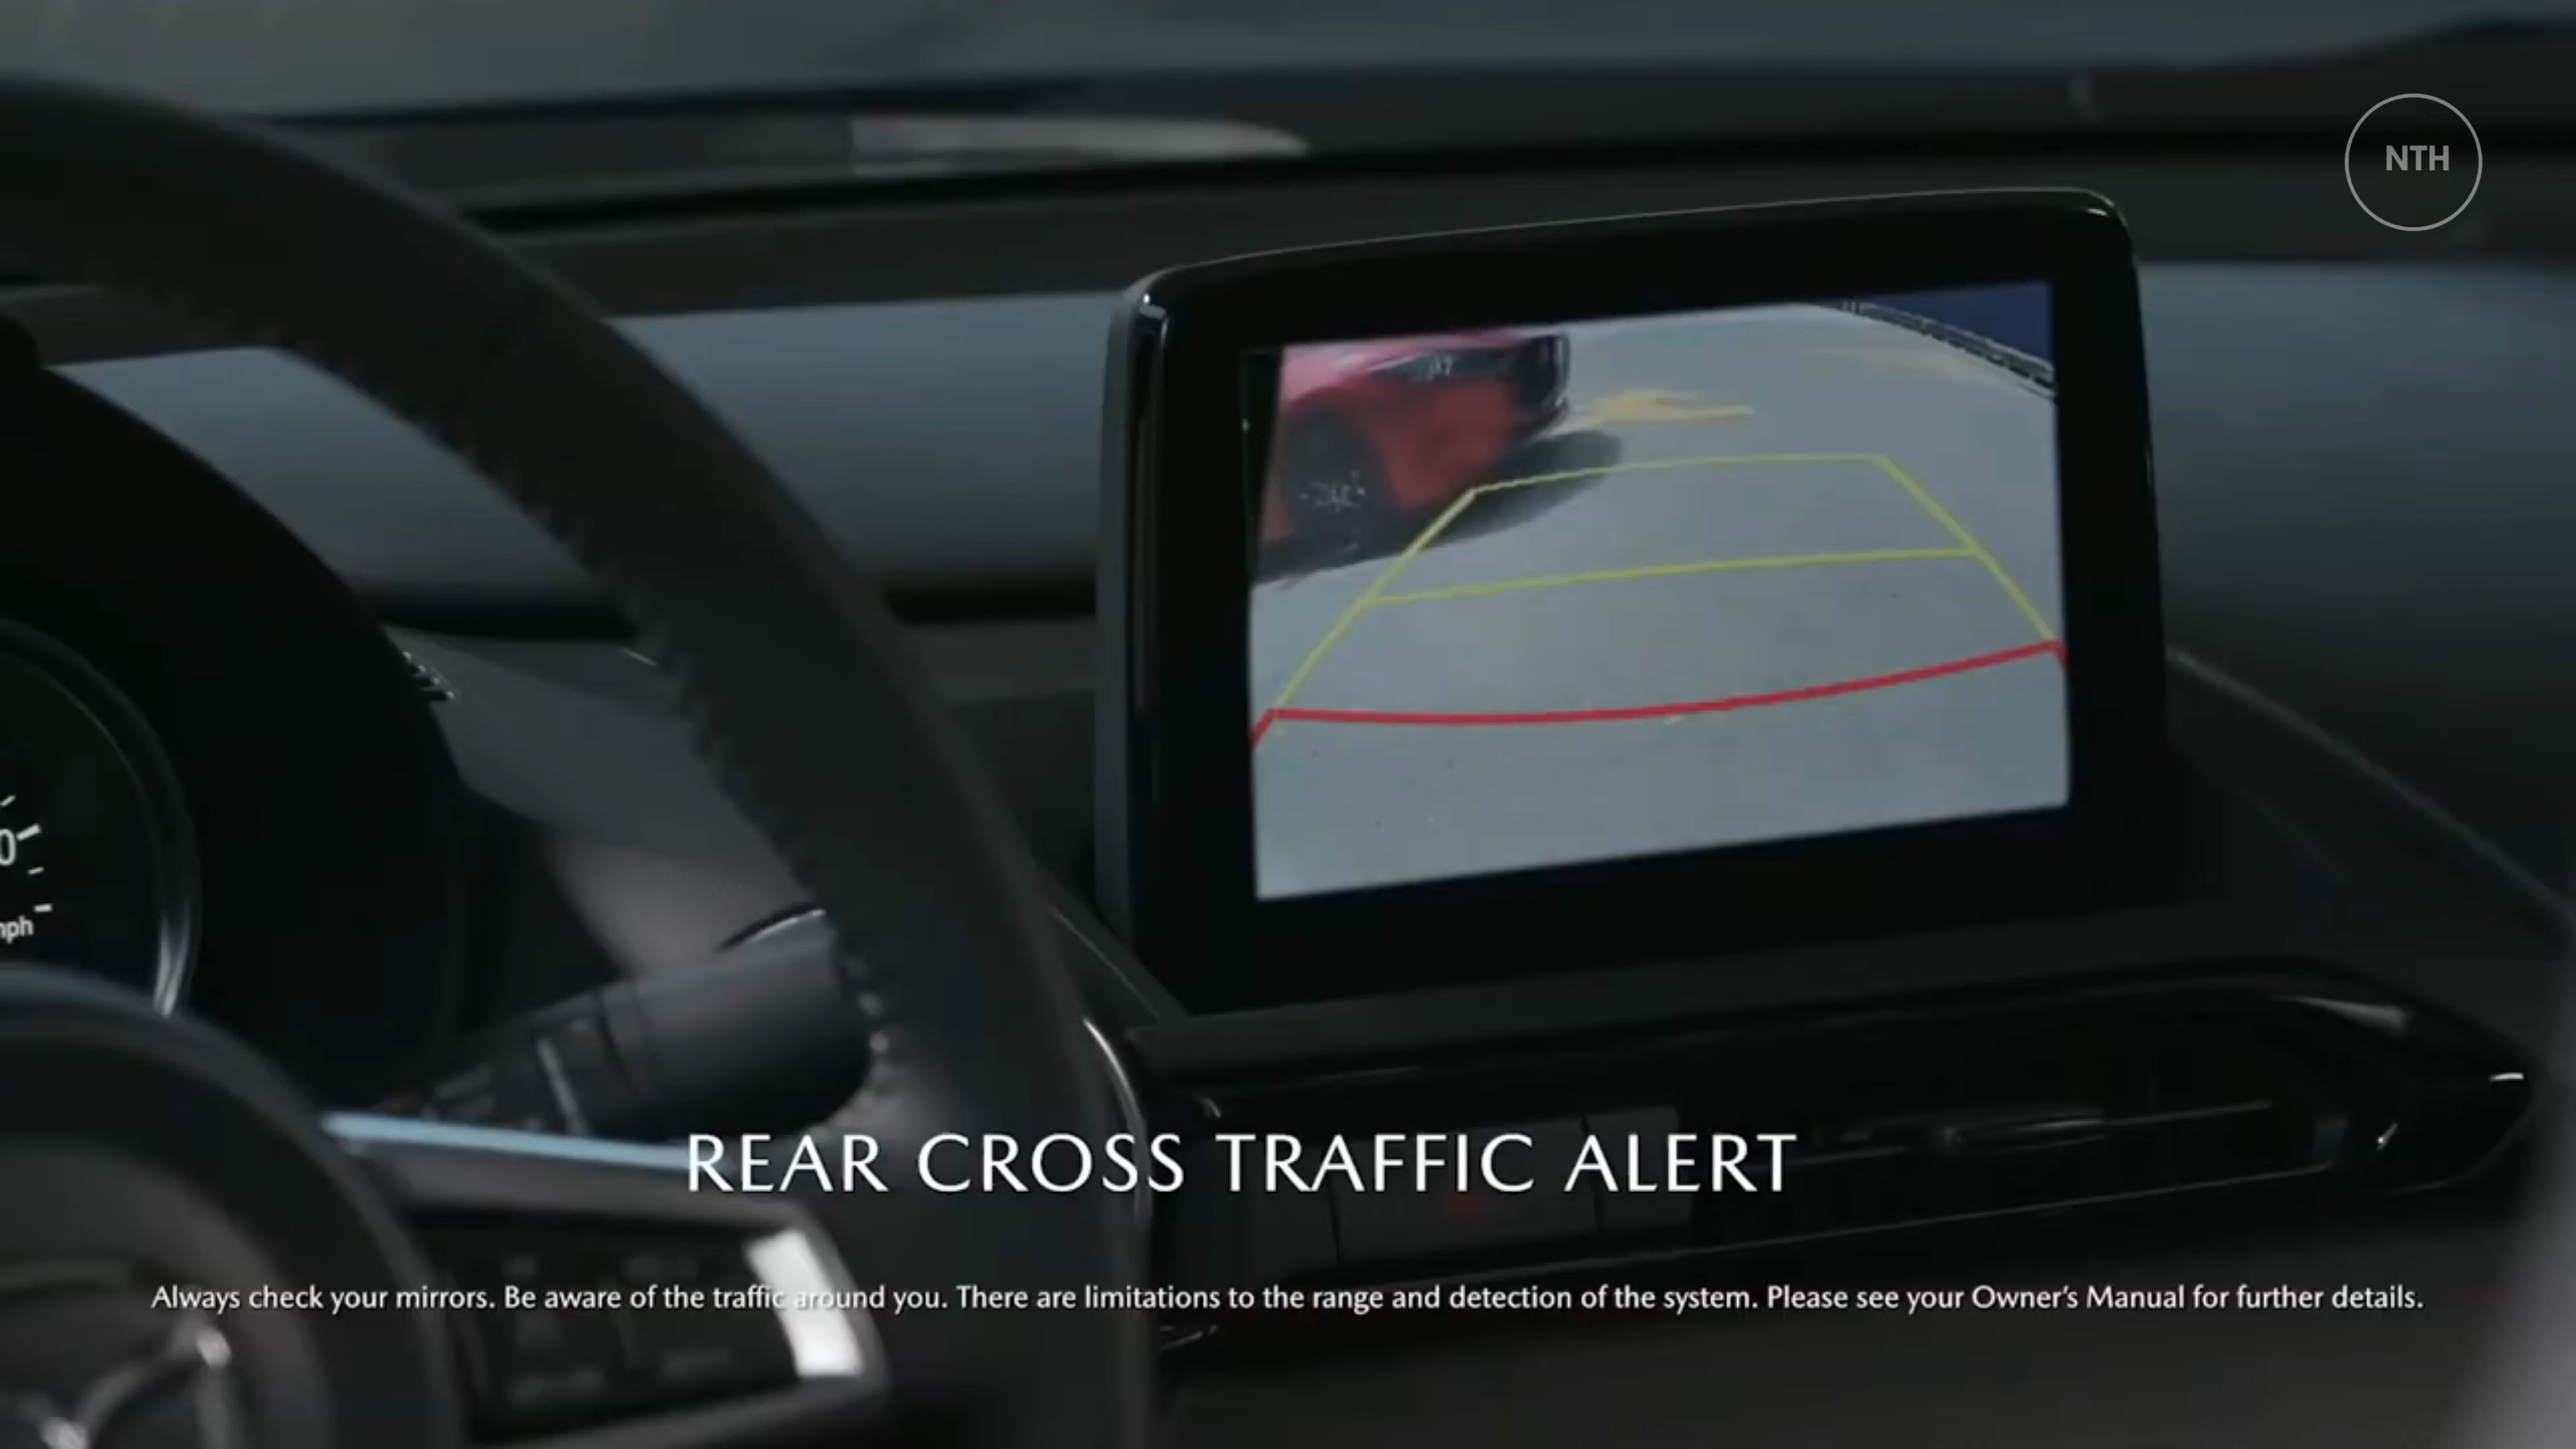 NTH
REAR CROSS TRAFFIC ALERT
Always check your mirrors. Be aware of the traffic around you. There are limitations to the range and detection of the system. Please see your Owner's Manual for further details.